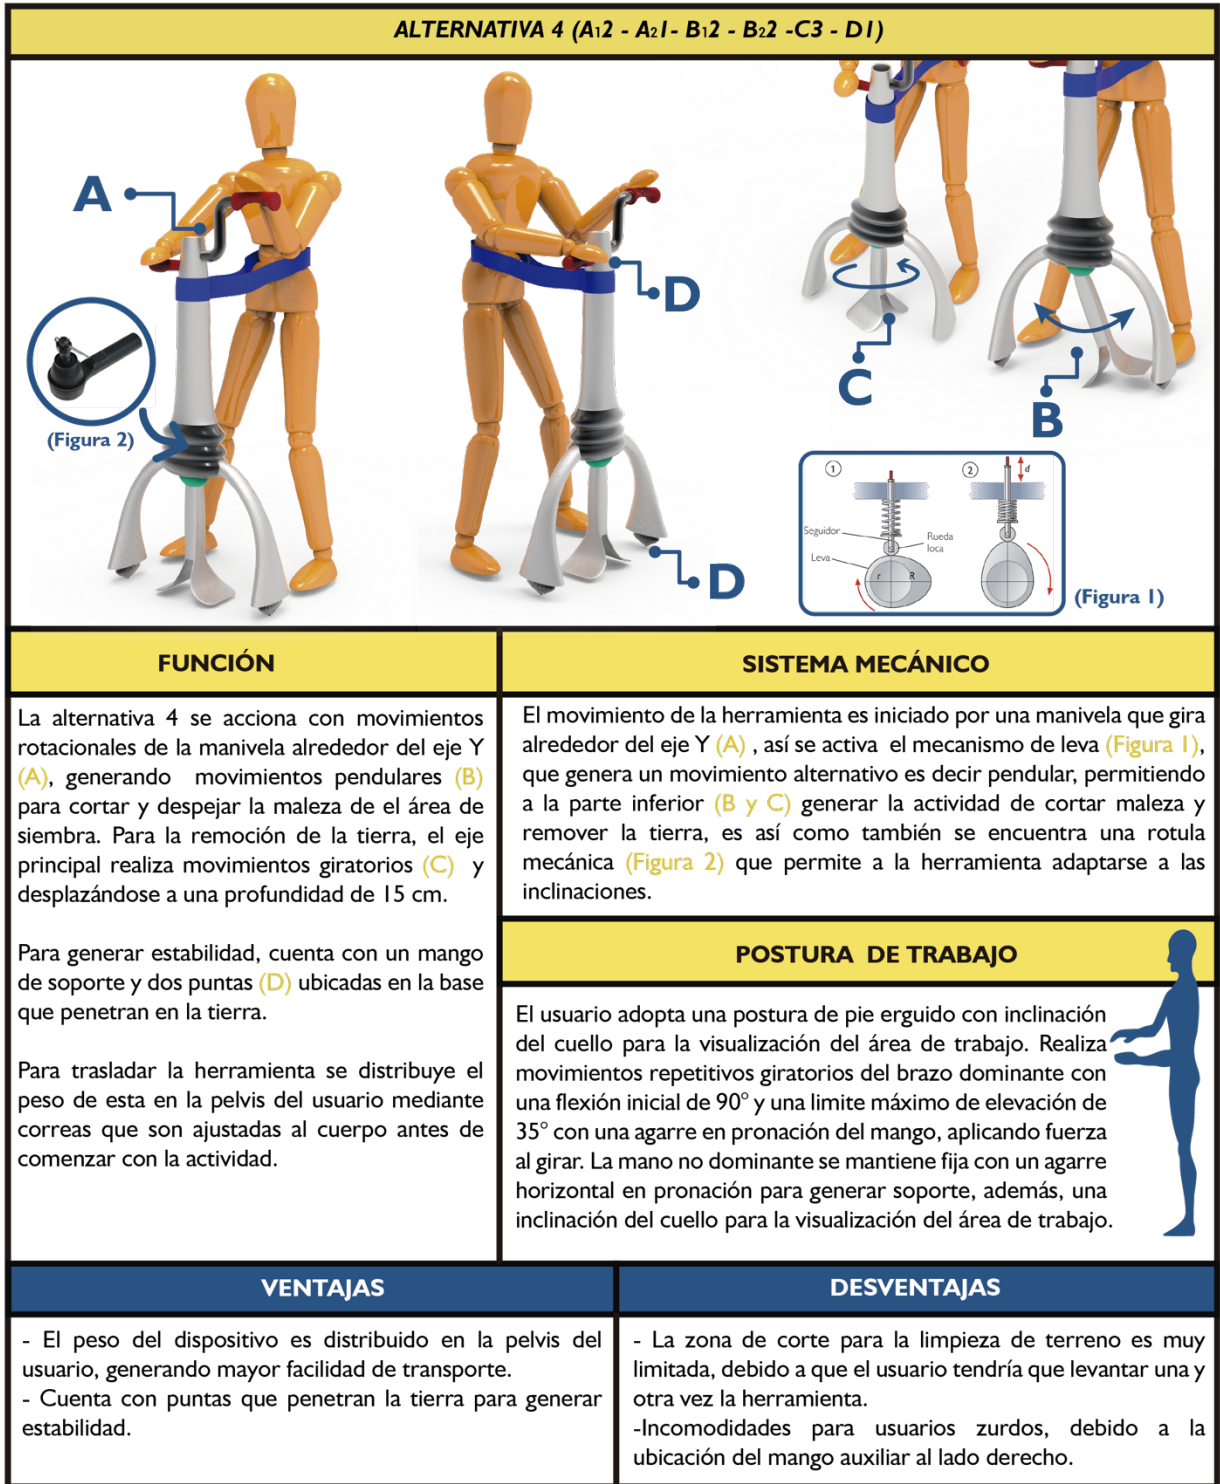 ALTERNATIVA 4 (A12 - A21- B12 - B22 -C3 - D1)
A
D
C
B
(Figura 2)
D
1
2
d
Seguidor
Rueda
loca
Leva
r
R
(Figura 1)
FUNCIÓN
La alternativa 4 se acciona con movimientos
rotacionales de la manivela alrededor del eje Y
(A), generando movimientos pendulares (B)
para cortar y despejar la maleza de el área de
siembra. Para la remoción de la tierra, el eje
principal realiza movimientos giratorios (C) y
desplazándose a una profundidad de 15 cm.
Para generar estabilidad, cuenta con un mango
de soporte y dos puntas (D) ubicadas en la base
que penetran en la tierra.
Para trasladar la herramienta se distribuye el
peso de esta en la pelvis del usuario mediante
correas que son ajustadas al cuerpo antes de
comenzar con la actividad.
SISTEMA MECÁNICO
El movimiento de la herramienta es iniciado por una manivela que gira
alrededor del eje Y (A) , así se activa el mecanismo de leva (Figura 1),
que genera un movimiento alternativo es decir pendular, permitiendo
a la parte inferior (B y C) generar la actividad de cortar maleza y
remover la tierra, es así como también se encuentra una rotula
mecánica (Figura 2) que permite a la herramienta adaptarse a las
inclinaciones.
POSTURA DE TRABAJO
El usuario adopta una postura de pie erguido con inclinación
del cuello para la visualización del área de trabajo. Realiza
movimientos repetitivos giratorios del brazo dominante con
una flexión inicial de 90° y una limite máximo de elevación de
35° con una agarre en pronación del mango, aplicando fuerza
al girar. La mano no dominante se mantiene fija con un agarre
horizontal en pronación para generar soporte, además, una
inclinación del cuello para la visualización del área de trabajo.
VENTAJAS
- El peso del dispositivo es distribuido en la pelvis del
usuario, generando mayor facilidad de transporte.
- Cuenta con puntas que penetran la tierra para generar
estabilidad.
DESVENTAJAS
- La zona de corte para la limpieza de terreno es muy
limitada, debido a que el usuario tendría que levantar una y
otra vez la herramienta.
-Incomodidades para usuarios zurdos, debido a la
ubicación del mango auxiliar al lado derecho.